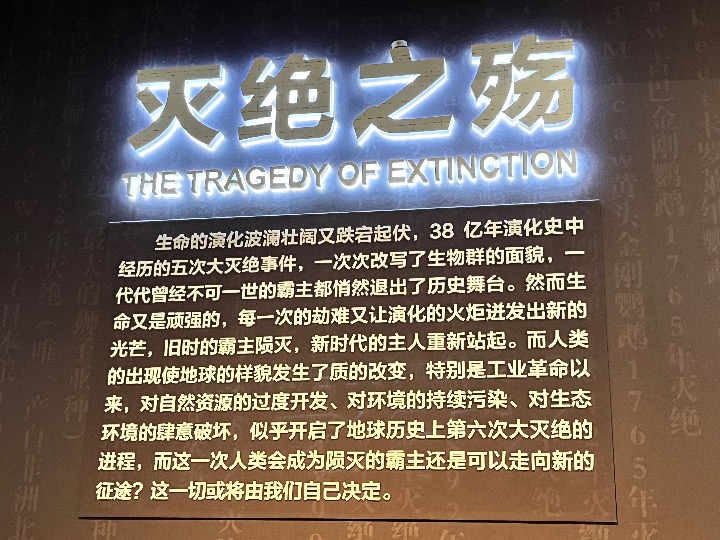 灭绝之殇
THE TRAGEDY OF EXTINCTION
生命的演化波澜壮阔又跌宕起伏，38 亿年演化史中
经历的五次大灭绝事件，一次次改写了生物群的面貌，一
代代曾经不可一世的霸主都悄然退出了历史舞台。然而生
命又是顽强的，每一次的劫难又让演化的火炬迸发出新的
光芒，旧时的霸主陨灭，新时代的主人重新站起。而人类
的出现使地球的样貌发生了质的改变，特别是工业革命以
来，对自然资源的过度开发、对环境的持续污染、对生态
环境的肆意破坏，似乎开启了地球历史上第六次大灭绝的
进程，而这一次人类会成为陨灭的霸主还是可以走向新的
征途？这一切或将由我们自己决定。